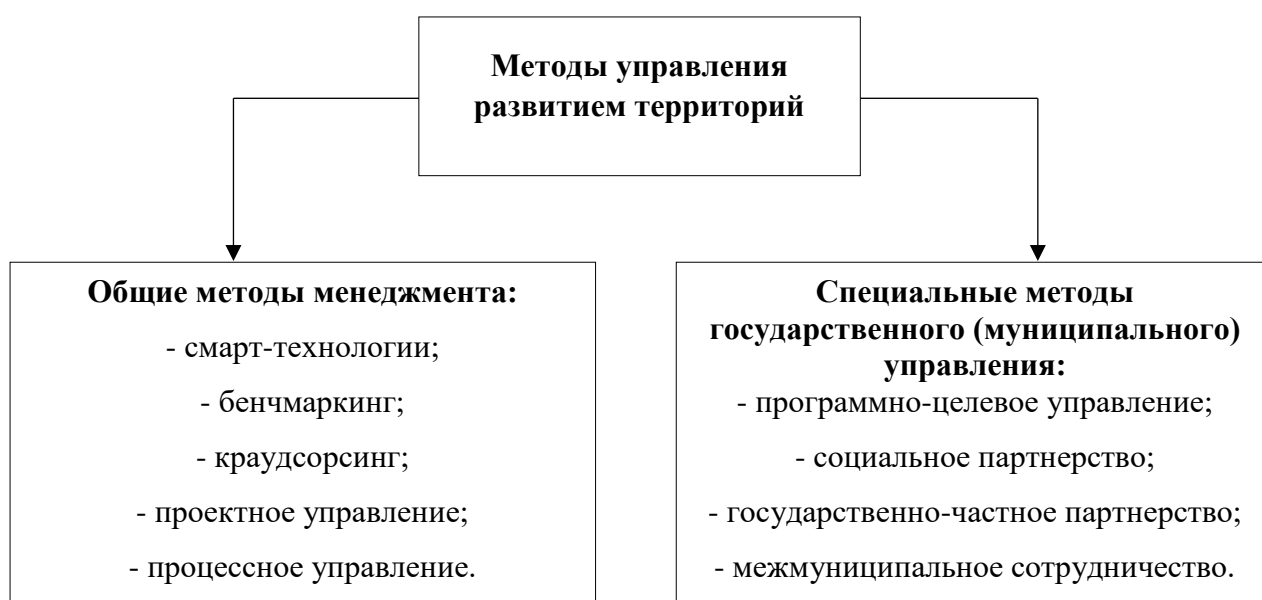 Методы управления
развитием территорий
Общие методы менеджмента:
- смарт-технологии;
- бенчмаркинг;
- краудсорсинг;
- проектное управление;
- процессное управление.
Специальные методы
государственного (муниципального)
управления:
- программно-целевое управление;
- социальное партнерство;
- государственно-частное партнерство;
- межмуниципальное сотрудничество.